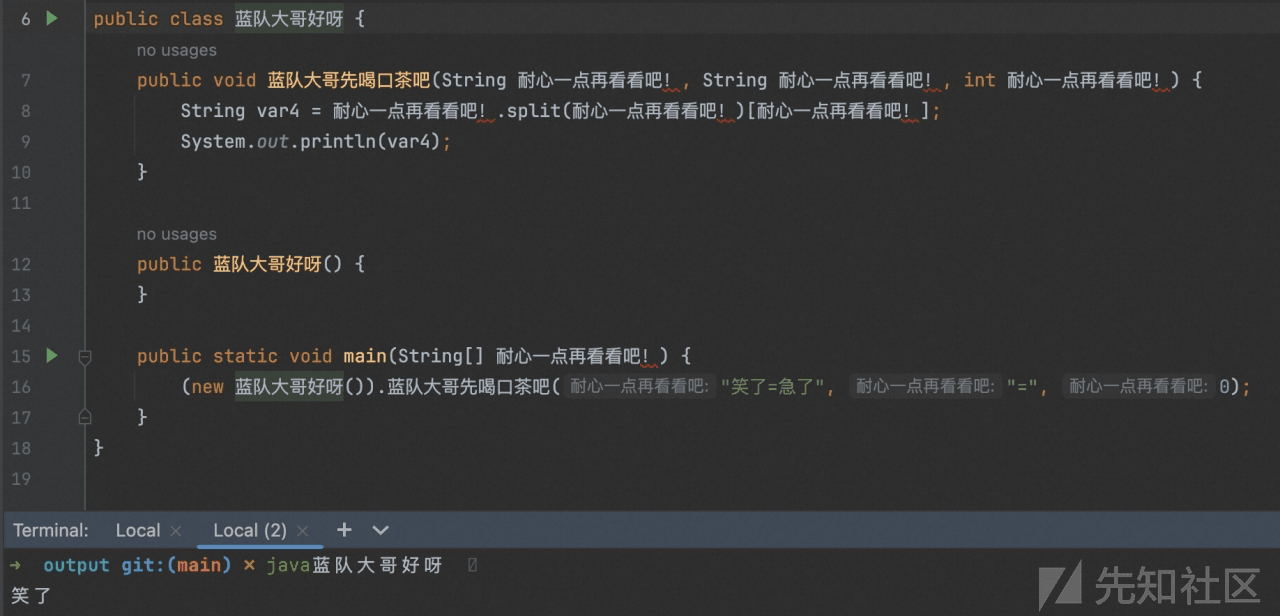 6 public class 蓝队大哥好呀 {
no usages
7 public void 蓝队大哥先喝口茶吧(String 耐心一点再看看吧!, String 耐心一点再看看吧!, int 耐心一点再看看吧!) {
8 String var4 = 耐心一点再看看吧!.split(耐心一点再看看吧!)[耐心一点再看看吧!];
9 System.out.println(var4);
10 }
11
no usages
12 public 蓝队大哥好呀() {
13 }
14
15 public static void main(String[] 耐心一点再看看吧!) {
16 (new 蓝队大哥好呀()).蓝队大哥先喝口茶吧( 耐心一点再看看吧: "笑了=急了", 耐心一点再看看吧: "=", 耐心一点再看看吧: 0);
17 }
18 }
19
Terminal: Local × Local (2) × +
→ output git:(main) × java蓝队大哥好呀
笑了
先知社区